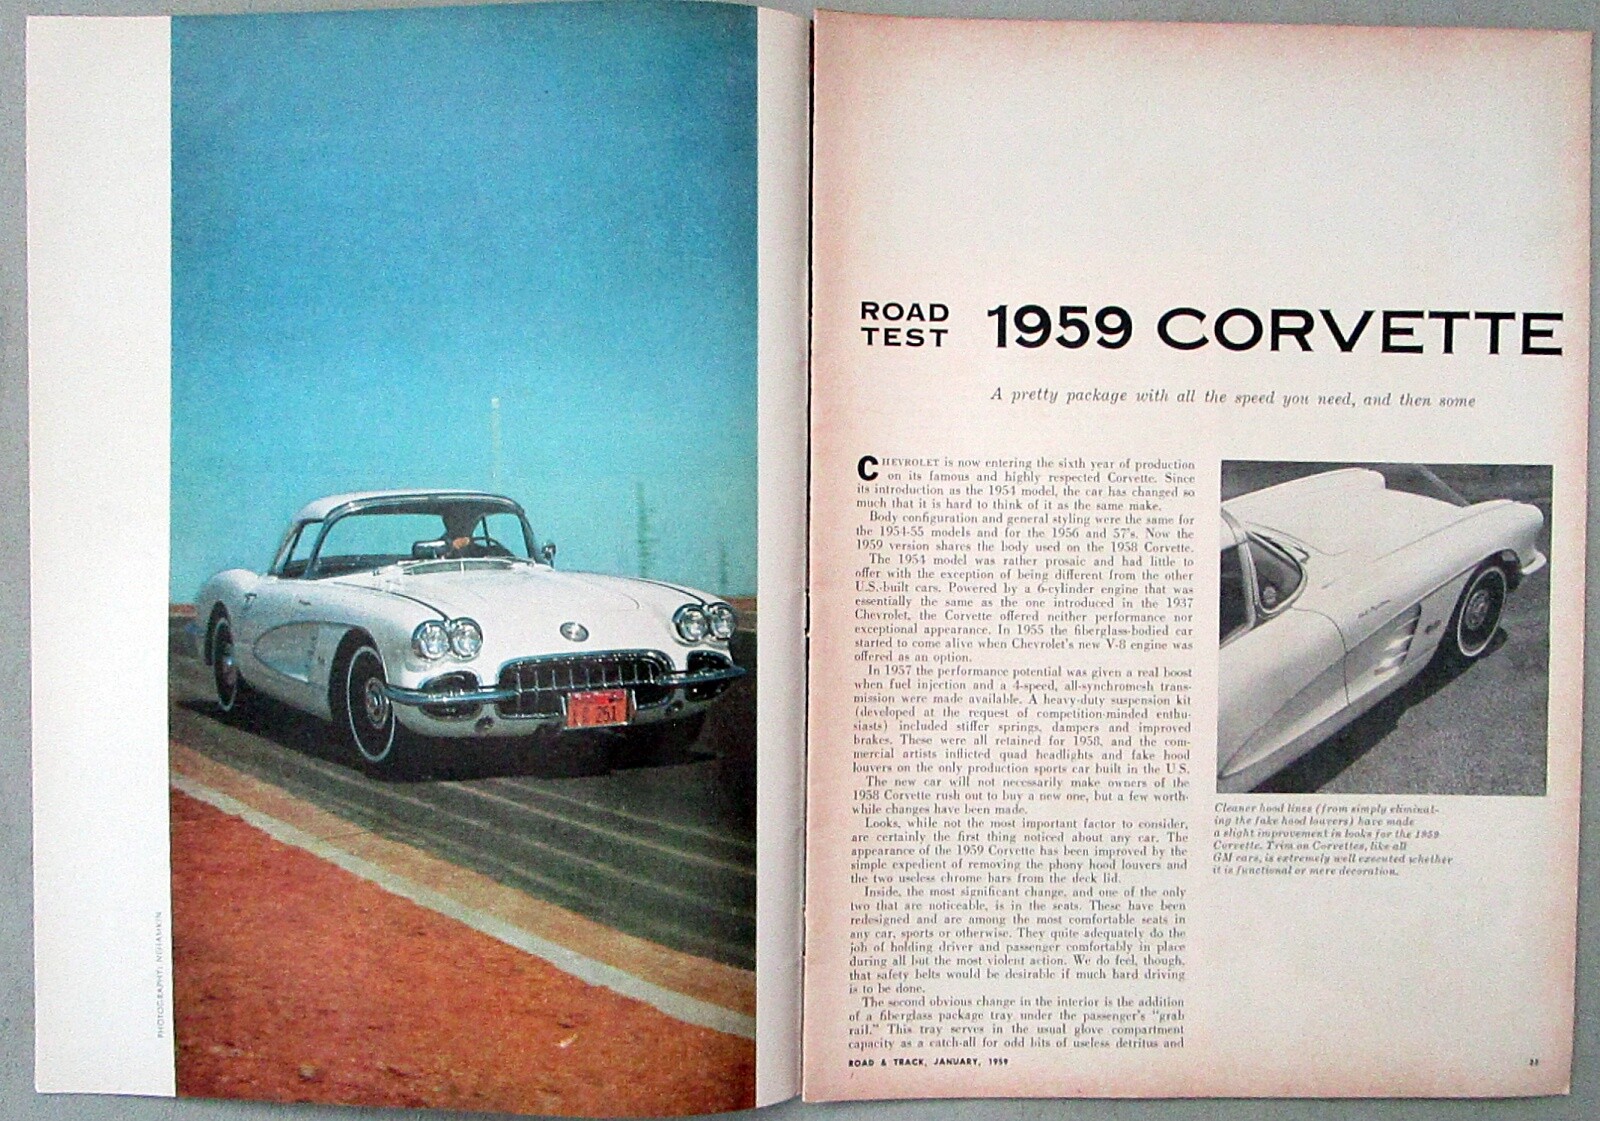 PHOTOGRAPHY:
251
ROAD
TEST
1959 CORVETTE
A pretty package with all the speed you need, and then some
CHEVROLET is now entering the sixth year of production
on its famous and highly respected Corvette. Since
its introduction as the 1954 model, the car has changed so
much that it is hard to think of it as the same make.
Body configuration and general styling were the same for
the 1954-55 models and for the 1956 and 57's. Now the
1959 version shares the body used on the 1958 Corvette.
The 1954 model was rather prosaic and had little to
offer with the exception of being different from the other
U.S.-built cars. Powered by a 6-cylinder engine that was
essentially the same as the one introduced in the 1937
Chevrolet, the Corvette offered neither performance nor
exceptional appearance. In 1955 the fiberglass-bodied car
started to come alive when Chevrolet's new V-8 engine was
offered as an option.
In 1957 the performance potential was given a real boost
when fuel injection and a 4-speed, all-synchromesh trans-
mission were made available. A heavy-duty suspension kit
(developed at the request of competition-minded enthu-
siasts) included stiffer springs, dampers and improved
brakes. These were all retained for 1958, and the com-
mercial artists inflicted quad headlights and fake hood
louvers on the only production sports car built in the U.S.
The new car will not necessarily make owners of the
1958 Corvette rush out to buy a new one, but a few worth-
while changes have been made.
Looks, while not the most important factor to consider,
are certainly the first thing noticed about any car. The
appearance of the 1959 Corvette has been improved by the
simple expedient of removing the phony hood louvers and
the two useless chrome bars from the deck lid.
Inside, the most significant change, and one of the only
two that are noticeable, is in the seats. These have been
redesigned and are among the most comfortable seats in
any car, sports or otherwise. They quite adequately do the
job of holding driver and passenger comfortably in place
during all but the most violent action. We do feel, though,
that safety belts would be desirable if much hard driving
is to be done.
The second obvious change in the interior is the addition
of a fiberglass package tray under the passenger's "grab
rail." This tray serves in the usual glove compartment
capacity as a catch-all for odd bits of useless detritus and
Cleaner hood lines (from simply eliminat-
ing the fake hood louvers) have made
a slight improvement in looks for the 1959
Corvette. Trim on Corvettes, like all
GM cars, is extremely well executed whether
it is functional or mere decoration.
ROAD & TRACK, JANUARY, 1959